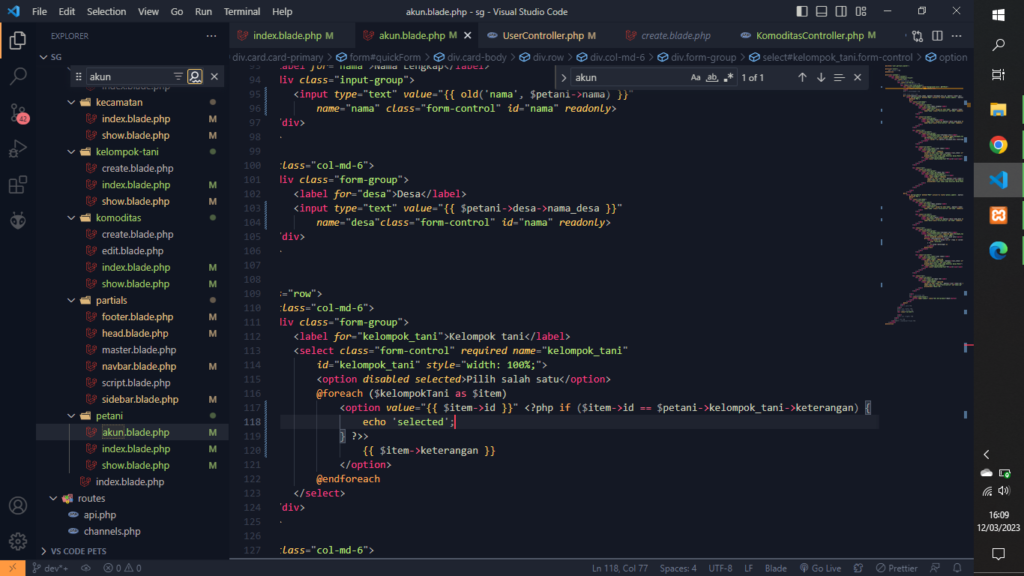 File Edit Selection View Go Run Terminal Help akun.blade.php - sg - Visual Studio Code
EXPLORER
index.blade.php M akun.blade.php M UserController.php M create.blade.php KomoditasController.php M
SG
div.card.card-primary > form#quickForm > div.card-body > div.row > div.col-md-6 > div.form-group > select#kelompok_tani.form-control > option
akun
akun Aa ab 1 of 1
kecamatan
index.blade.php M
show.blade.php M
kelompok-tani
create.blade.php
index.blade.php M
show.blade.php M
komoditas
create.blade.php
edit.blade.php
index.blade.php M
show.blade.php M
partials
footer.blade.php M
head.blade.php M
master.blade.php
navbar.blade.php M
script.blade.php
sidebar.blade.php M
petani
akun.blade.php M
index.blade.php M
show.blade.php M
index.blade.php
routes
api.php
channels.php
VS CODE PETS
42
94 div class="input-group">
95 <input type="text" value="{{ old('nama', $petani->nama) }}"
96 name="nama" class="form-control" id="nama" readonly>
97 /div>
98
99
100 :lass="col-md-6">
101 div class="form-group">
102 <label for="desa">Desa</label>
103 <input type="text" value="{{ $petani->desa->nama_desa }}"
104 name="desa"class="form-control" id="nama" readonly>
105 /div>
106
107
108
109 :="row">
110 :lass="col-md-6">
111 div class="form-group">
112 <label for="kelompok_tani">Kelompok tani</label>
113 <select class="form-control" required name="kelompok_tani"
114 id="kelompok_tani" style="width: 100%;">
115 <option disabled selected>Pilih salah satu</option>
116 @foreach ($kelompokTani as $item)
117 <option value="{{ $item->id }}" <?php if ($item->id == $petani->kelompok_tani->keterangan) {
118 echo 'selected';
119 } ?>>
120 {{ $item->keterangan }}
121 </option>
122 @endforeach
123 </select>
124 /div>
125
126
127 :lass="col-md-6">
dev*+ 0 0 Ln 118, Col 77 Spaces: 4 UTF-8 LF Blade Go Live Prettier
16:09
12/03/2023